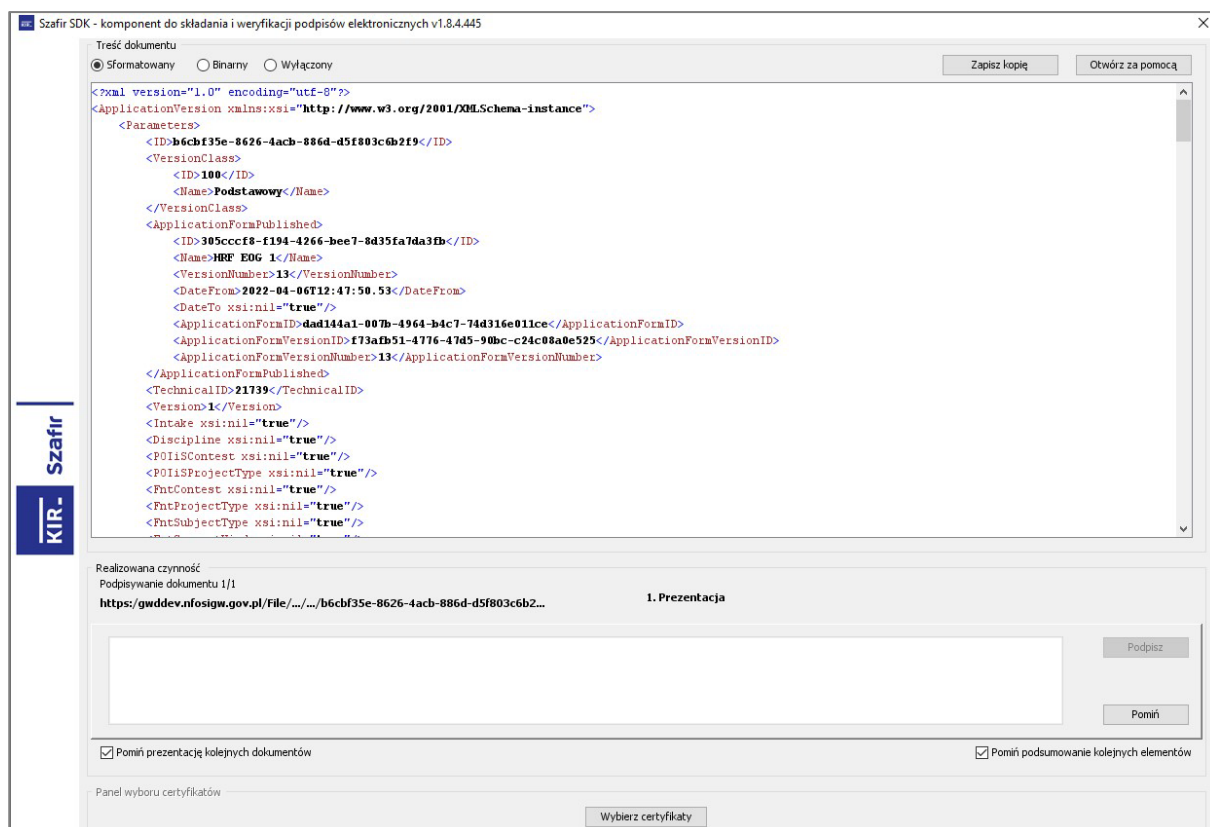 Szafir SDK - komponent do składania i weryfikacji podpisów elektronicznych v1.8.4.445
Treść dokumentu
Sformatowany Binarny Wyłączony Zapisz kopię Otwórz za pomocą
<?xml version="1.0" encoding="utf-8"?>
<ApplicationVersion xmlns:xsi="http://www.w3.org/2001/XMLSchema-instance">
<Parameters>
<ID>b6cbf35e-8626-4acb-886d-d5f803c6b2f9</ID>
<VersionClass>
<ID>100</ID>
<Name>Podstawowy</Name>
</VersionClass>
<ApplicationFormPublished>
<ID>305cccf8-f194-4266-bee7-8d35fa7da3fb</ID>
<Name>HRF EOG 1</Name>
<VersionNumber>13</VersionNumber>
<DateFrom>2022-04-06T12:47:50.53</DateFrom>
<DateTo xsi:nil="true"/>
<ApplicationFormID>dad144a1-007b-4964-b4c7-74d316e011ce</ApplicationFormID>
<ApplicationFormVersionID>f73afb51-4776-47d5-90bc-c24c08a0e525</ApplicationFormVersionID>
<ApplicationFormVersionNumber>13</ApplicationFormVersionNumber>
</ApplicationFormPublished>
<TechnicalID>21739</TechnicalID>
<Version>1</Version>
<Intake xsi:nil="true"/>
<Discipline xsi:nil="true"/>
<POIiSContest xsi:nil="true"/>
<POIiSProjectType xsi:nil="true"/>
<FntContest xsi:nil="true"/>
<FntProjectType xsi:nil="true"/>
<FntSubjectType xsi:nil="true"/>
KIR. Szafir
Realizowana czynność
Podpisywanie dokumentu 1/1
https:/gwddev.nfosigw.gov.pl/File/.../.../b6cbf35e-8626-4acb-886d-d5f803c6b2... 1. Prezentacja
Podpisz
Pomiń
Pomiń prezentację kolejnych dokumentów Pomiń podsumowanie kolejnych elementów
Panel wyboru certyfikatów
Wybierz certyfikaty